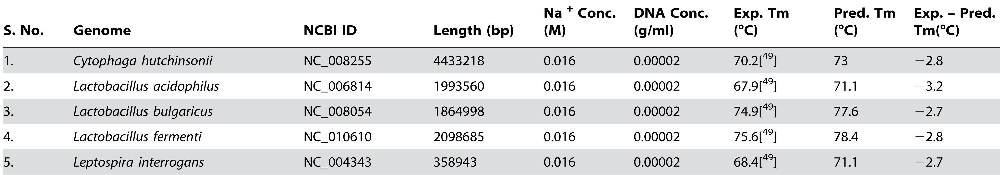 S. No. Genome NCBI ID Length (bp) Na + Conc. (M) DNA Conc. (g/ml) Exp. Tm (°C) Pred. Tm (°C) Exp. – Pred. Tm(°C)
1. Cytophaga hutchinsonii NC_008255 4433218 0.016 0.00002 70.2[49] 73 −2.8
2. Lactobacillus acidophilus NC_006814 1993560 0.016 0.00002 67.9[49] 71.1 −3.2
3. Lactobacillus bulgaricus NC_008054 1864998 0.016 0.00002 74.9[49] 77.6 −2.7
4. Lactobacillus fermenti NC_010610 2098685 0.016 0.00002 75.6[49] 78.4 −2.8
5. Leptospira interrogans NC_004343 358943 0.016 0.00002 68.4[49] 71.1 −2.7